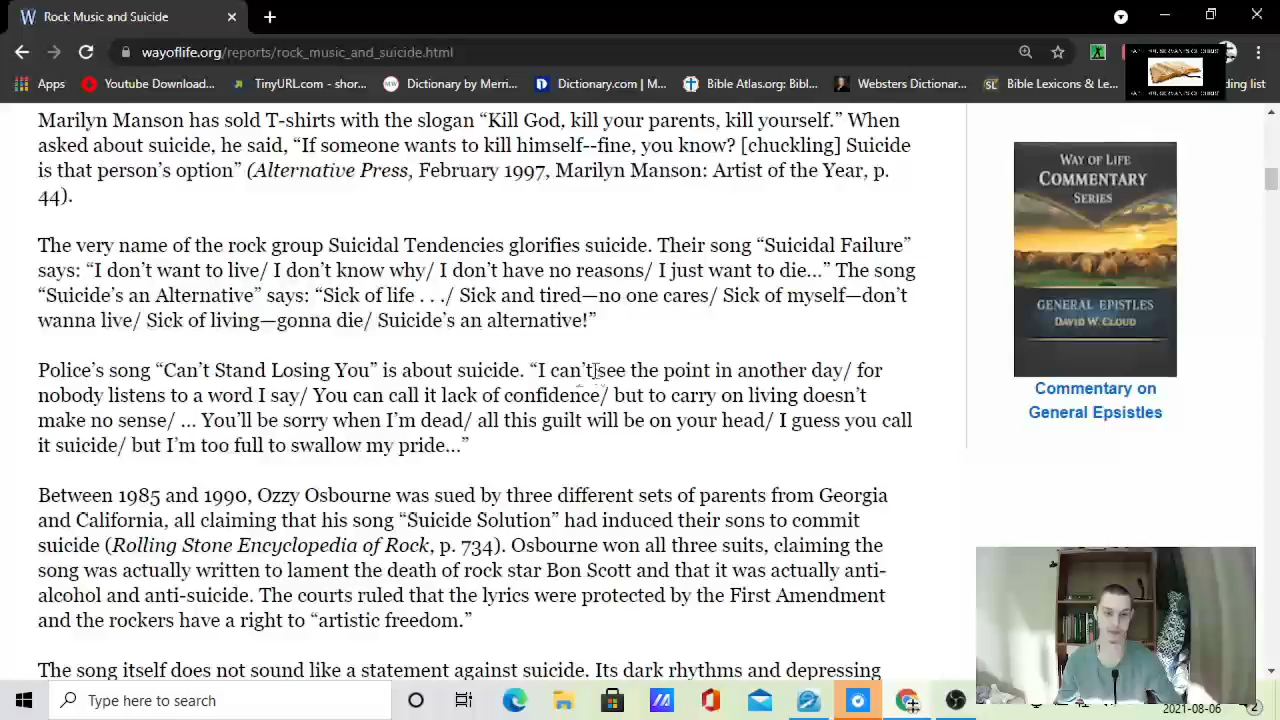 Rock Music and Suicide
wayoflife.org/reports/rock_music_and_suicide.html
Apps
Youtube Download...
TinyURL.com - shor...
Dictionary by Merri...
Dictionary.com | M...
Bible Atlas.org: Bibl...
Websters Dictionar...
Bible Lexicons & Le...
ding list
Marilyn Manson has sold T-shirts with the slogan “Kill God, kill your parents, kill yourself.” When
asked about suicide, he said, “If someone wants to kill himself--fine, you know? [chuckling] Suicide
is that person’s option” (Alternative Press, February 1997, Marilyn Manson: Artist of the Year, p.
44).
The very name of the rock group Suicidal Tendencies glorifies suicide. Their song “Suicidal Failure”
says: “I don’t want to live/ I don’t know why/ I don’t have no reasons/ I just want to die…” The song
“Suicide’s an Alternative” says: “Sick of life . . ./ Sick and tired—no one cares/ Sick of myself—don’t
wanna live/ Sick of living—gonna die/ Suicide’s an alternative!”
Police’s song “Can’t Stand Losing You” is about suicide. “I can’t see the point in another day/ for
nobody listens to a word I say/ You can call it lack of confidence/ but to carry on living doesn’t
make no sense/ … You’ll be sorry when I’m dead/ all this guilt will be on your head/ I guess you call
it suicide/ but I’m too full to swallow my pride…”
Between 1985 and 1990, Ozzy Osbourne was sued by three different sets of parents from Georgia
and California, all claiming that his song “Suicide Solution” had induced their sons to commit
suicide (Rolling Stone Encyclopedia of Rock, p. 734). Osbourne won all three suits, claiming the
song was actually written to lament the death of rock star Bon Scott and that it was actually anti-
alcohol and anti-suicide. The courts ruled that the lyrics were protected by the First Amendment
and the rockers have a right to “artistic freedom.”
The song itself does not sound like a statement against suicide. Its dark rhythms and depressing
WAY OF LIFE
COMMENTARY
SERIES
GENERAL EPISTLES
DAVID W. CLOUD
Commentary on
General Epsistles
Type here to search
2021-08-06
2